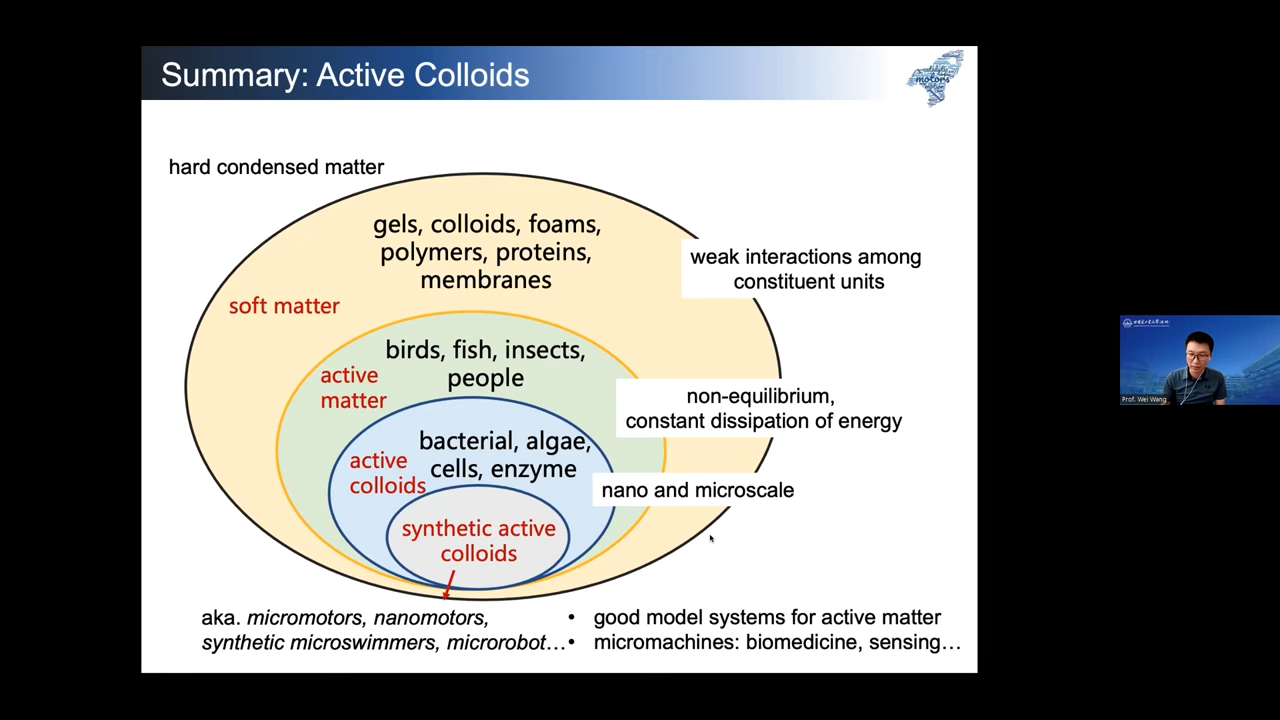 Summary: Active Colloids
motors
hard condensed matter
gels, colloids, foams,
polymers, proteins,
membranes
weak interactions among
constituent units
soft matter
birds, fish, insects,
people
active
matter
non-equilibrium,
constant dissipation of energy
bacterial, algae,
cells, enzyme
active
colloids
nano and microscale
synthetic active
colloids
aka. micromotors, nanomotors,
synthetic microswimmers, microrobot…
• good model systems for active matter
• micromachines: biomedicine, sensing…
Prof. Wei Wang